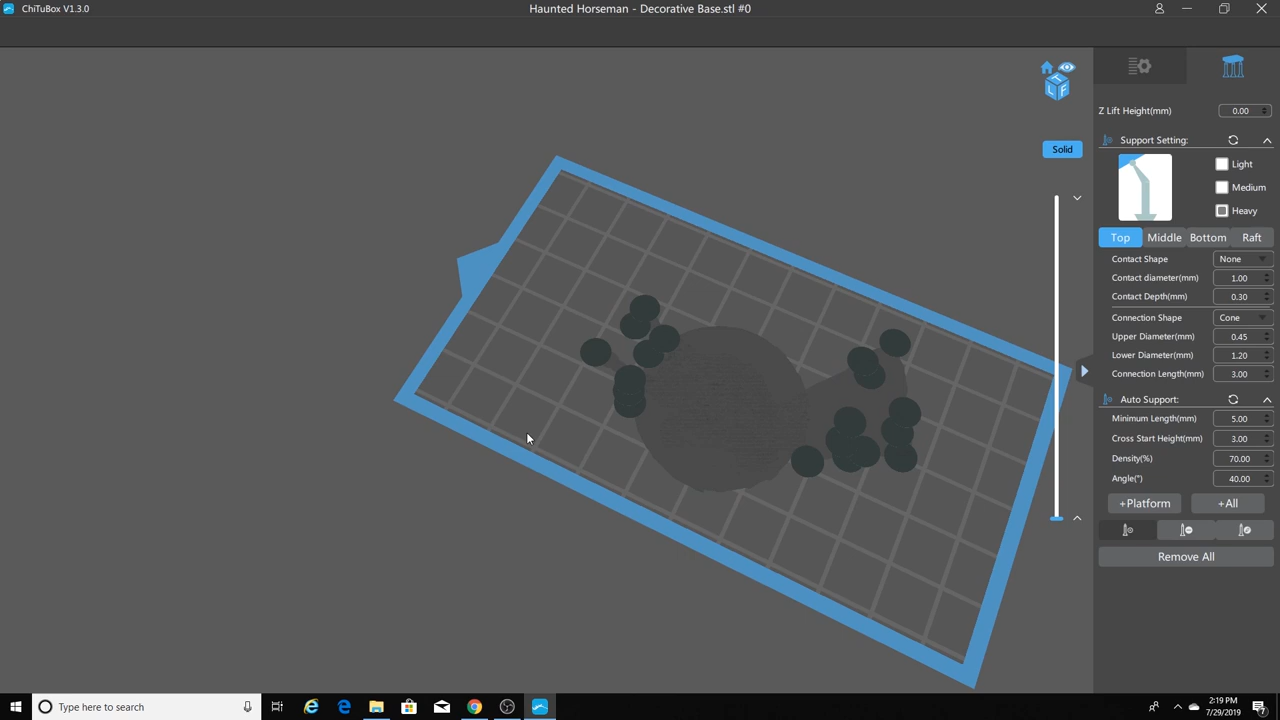 ChiTuBox V1.3.0
Haunted Horseman - Decorative Base.stl #0
T
L F
Z Lift Height(mm) 0.00
Support Setting:
Solid
Light
Medium
Heavy
Top Middle Bottom Raft
Contact Shape None
Contact diameter(mm) 1.00
Contact Depth(mm) 0.30
Connection Shape Cone
Upper Diameter(mm) 0.45
Lower Diameter(mm) 1.20
Connection Length(mm) 3.00
Auto Support:
Minimum Length(mm) 5.00
Cross Start Height(mm) 3.00
Density(%) 70.00
Angle(°) 40.00
+Platform +All
Remove All
Type here to search
2:19 PM
7/29/2019
7